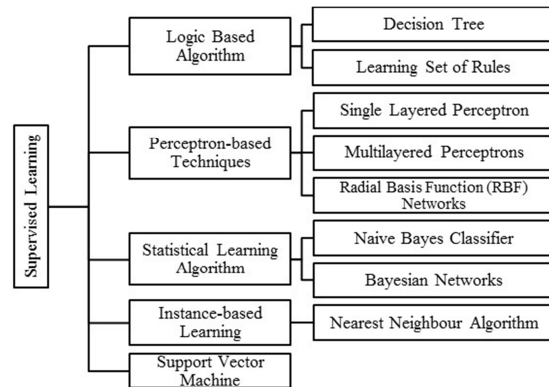 Supervised Learning
Logic Based
Algorithm
Decision Tree
Learning Set of Rules
Perceptron-based
Techniques
Single Layered Perceptron
Multilayered Perceptrons
Radial Basis Function (RBF)
Networks
Statistical Learning
Algorithm
Naive Bayes Classifier
Bayesian Networks
Instance-based
Learning
Nearest Neighbour Algorithm
Support Vector
Machine